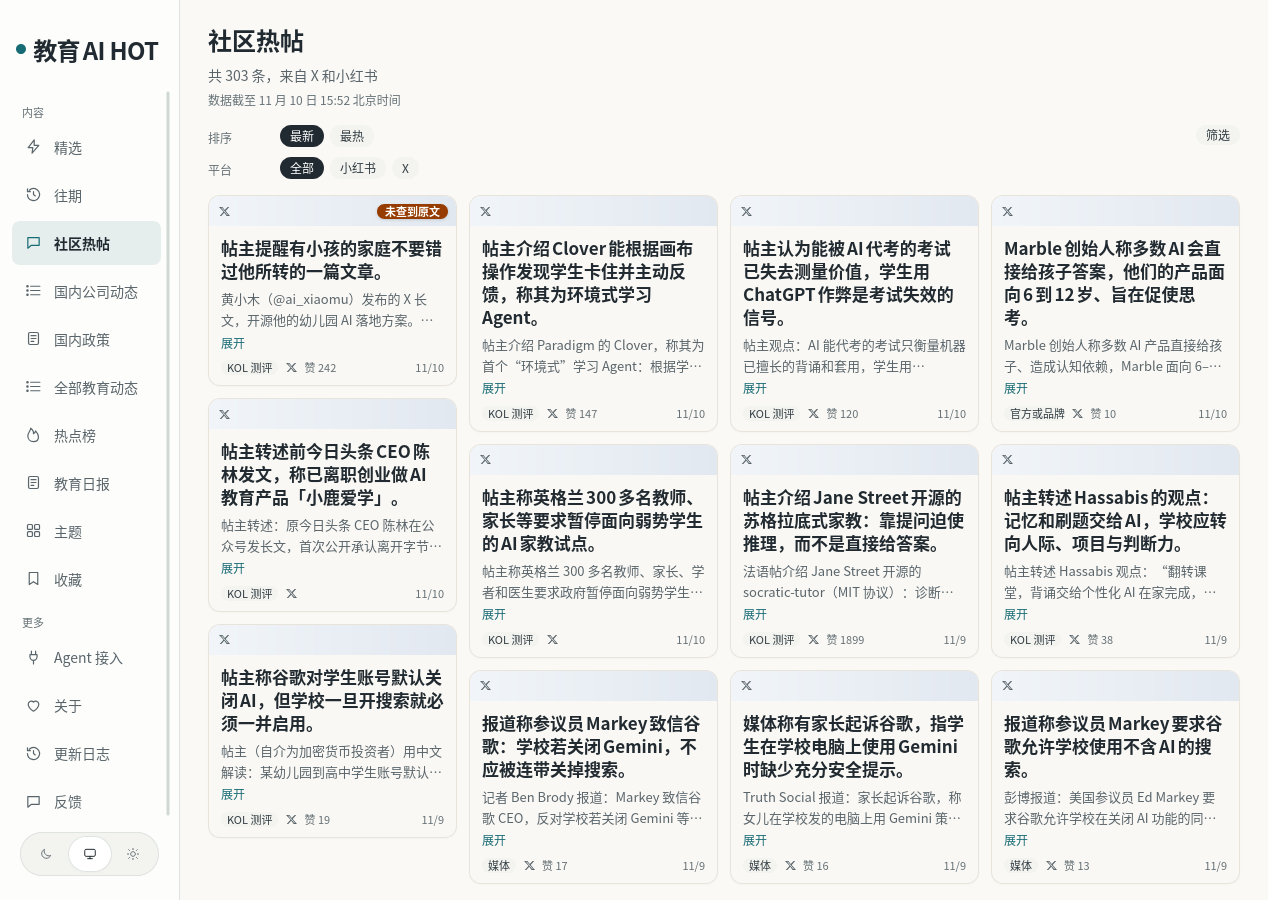 教育 AI HOT
内容
精选
往期
社区热帖
国内公司动态
国内政策
全部教育动态
热点榜
教育日报
主题
收藏
更多
Agent 接入
关于
更新日志
反馈
社区热帖
共 303 条，来自 X 和小红书
数据截至 11 月 10 日 15:52 北京时间
排序
最新
最热
筛选
平台
全部
小红书
X
未查到原文
帖主提醒有小孩的家庭不要错
过他所转的一篇文章。
黄小木（@ai_xiaomu）发布的 X 长
文，开源他的幼儿园 AI 落地方案。…
展开
KOL 测评
赞 242
11/10
帖主转述前今日头条 CEO 陈
林发文，称已离职创业做 AI
教育产品「小鹿爱学」。
帖主转述：原今日头条 CEO 陈林在公
众号发长文，首次公开承认离开字节…
展开
KOL 测评
11/10
帖主称谷歌对学生账号默认关
闭 AI，但学校一旦开搜索就必
须一并启用。
帖主（自介为加密货币投资者）用中文
解读：某幼儿园到高中学生账号默认…
展开
KOL 测评
赞 19
11/9
帖主介绍 Clover 能根据画布
操作发现学生卡住并主动反
馈，称其为环境式学习
Agent。
帖主介绍 Paradigm 的 Clover，称其为
首个“环境式”学习 Agent：根据学…
展开
KOL 测评
赞 147
11/10
帖主称英格兰 300 多名教师、
家长等要求暂停面向弱势学生
的 AI 家教试点。
帖主称英格兰 300 多名教师、家长、学
者和医生要求政府暂停面向弱势学生…
展开
KOL 测评
11/10
报道称参议员 Markey 致信谷
歌：学校若关闭 Gemini，不
应被连带关掉搜索。
记者 Ben Brody 报道：Markey 致信谷
歌 CEO，反对学校若关闭 Gemini 等…
展开
媒体
赞 17
11/9
帖主认为能被 AI 代考的考试
已失去测量价值，学生用
ChatGPT 作弊是考试失效的
信号。
帖主观点：AI 能代考的考试只衡量机器
已擅长的背诵和套用，学生用…
展开
KOL 测评
赞 120
11/10
帖主介绍 Jane Street 开源的
苏格拉底式家教：靠提问迫使
推理，而不是直接给答案。
法语帖介绍 Jane Street 开源的
socratic-tutor（MIT 协议）：诊断…
展开
KOL 测评
赞 1899
11/9
媒体称有家长起诉谷歌，指学
生在学校电脑上使用 Gemini
时缺少充分安全提示。
Truth Social 报道：家长起诉谷歌，称
女儿在学校发的电脑上用 Gemini 策…
展开
媒体
赞 16
11/9
Marble 创始人称多数 AI 会直
接给孩子答案，他们的产品面
向 6 到 12 岁、旨在促使思
考。
Marble 创始人称多数 AI 产品直接给孩
子、造成认知依赖，Marble 面向 6–…
展开
官方或品牌
赞 10
11/10
帖主转述 Hassabis 的观点：
记忆和刷题交给 AI，学校应转
向人际、项目与判断力。
帖主转述 Hassabis 观点：“翻转课
堂，背诵交给个性化 AI 在家完成，…
展开
KOL 测评
赞 38
11/9
报道称参议员 Markey 要求谷
歌允许学校使用不含 AI 的搜
索。
彭博报道：美国参议员 Ed Markey 要
求谷歌允许学校在关闭 AI 功能的同…
展开
媒体
赞 13
11/9